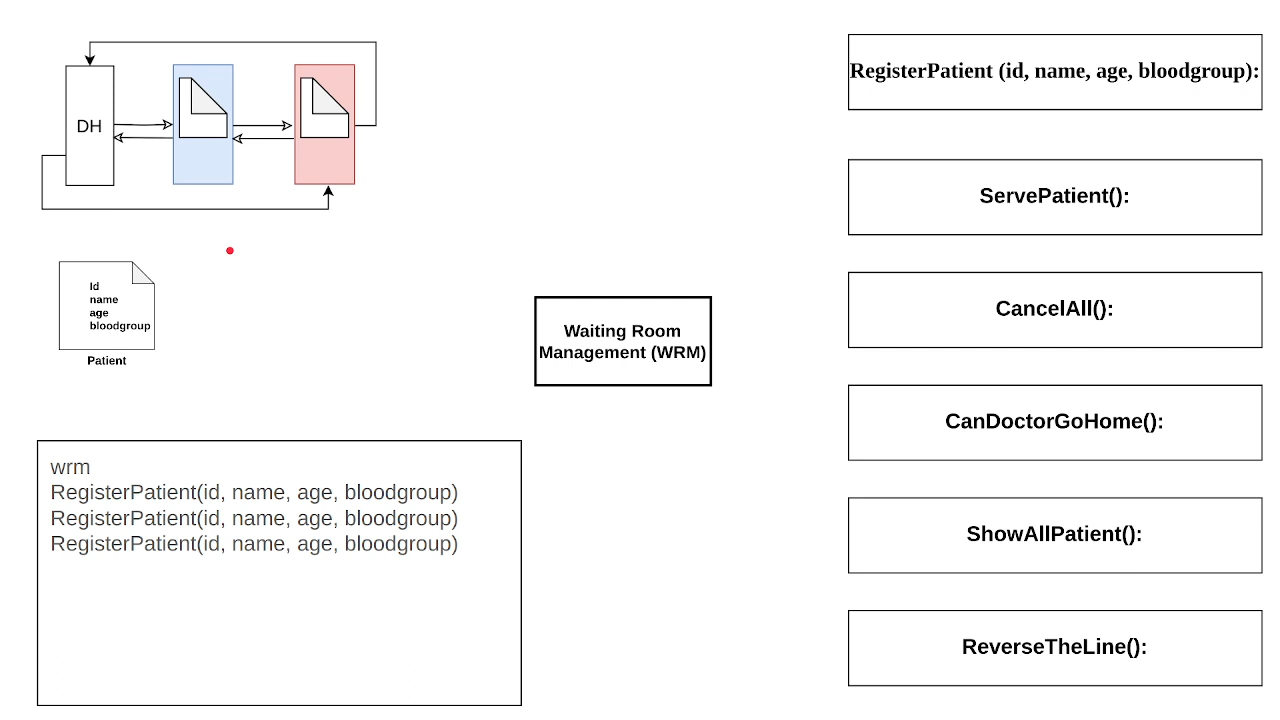 DH
Id
name
age
bloodgroup
Patient
wrm
RegisterPatient(id, name, age, bloodgroup)
RegisterPatient(id, name, age, bloodgroup)
RegisterPatient(id, name, age, bloodgroup)
Waiting Room
Management (WRM)
RegisterPatient (id, name, age, bloodgroup):
ServePatient():
CancelAll():
CanDoctorGoHome():
ShowAllPatient():
ReverseTheLine():